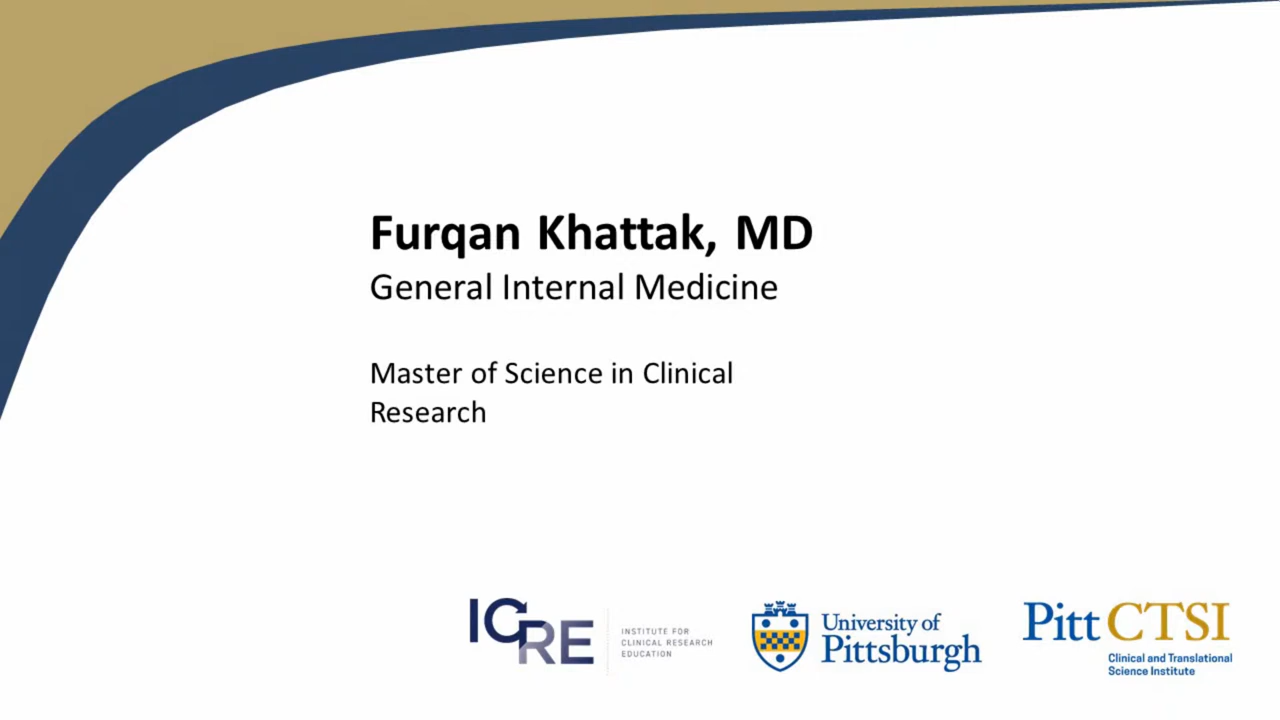 Furqan Khattak, MD
General Internal Medicine
Master of Science in Clinical
Research
ICRE
INSTITUTE FOR
CLINICAL RESEARCH
EDUCATION
University of
Pittsburgh
Pitt CTSI
Clinical and Translational
Science Institute